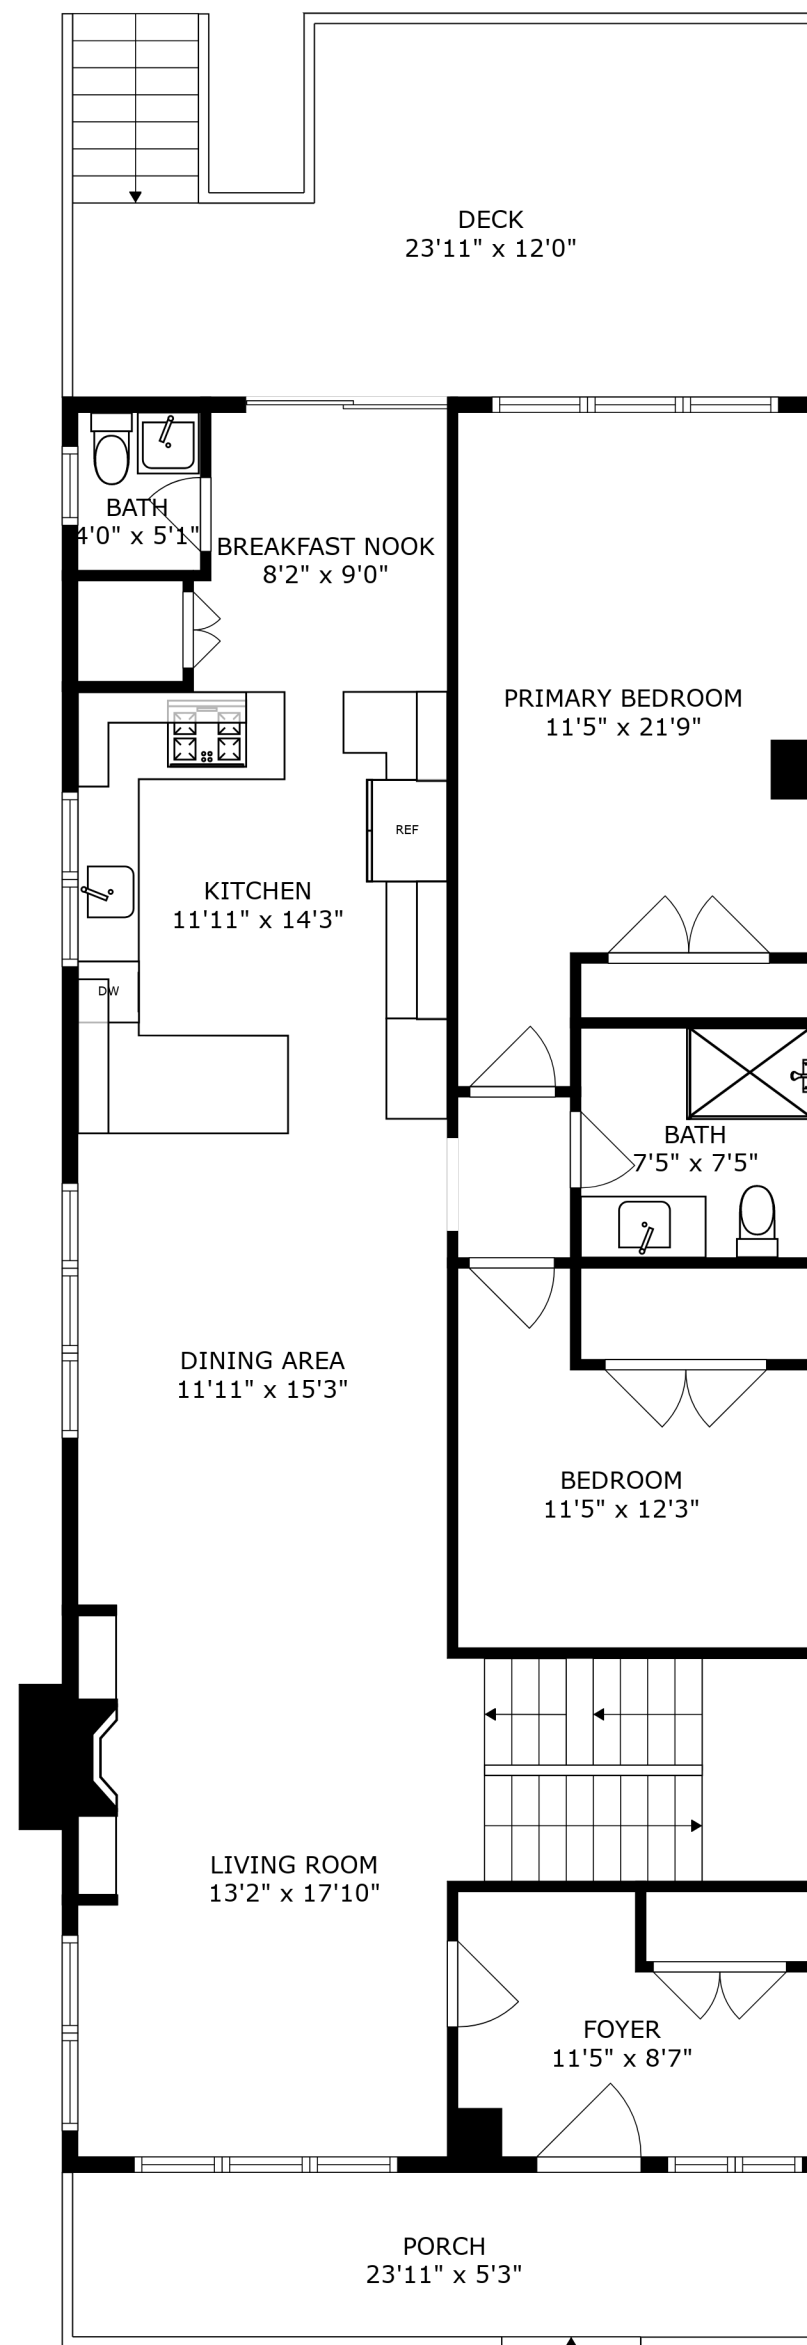 DECK
23'11" x 12'0"
BATH
4'0" x 5'1"
BREAKFAST NOOK
8'2" x 9'0"
PRIMARY BEDROOM
11'5" x 21'9"
REF
KITCHEN
11'11" x 14'3"
DW
BATH
7'5" x 7'5"
DINING AREA
11'11" x 15'3"
BEDROOM
11'5" x 12'3"
LIVING ROOM
13'2" x 17'10"
FOYER
11'5" x 8'7"
PORCH
23'11" x 5'3"